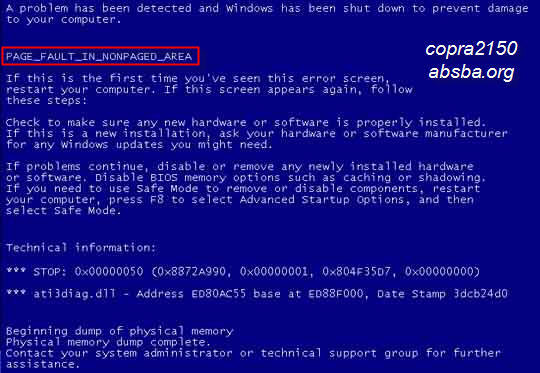 A problem has been detected and Windows has been shut down to prevent damage
to your computer.
PAGE_FAULT_IN_NONPAGED_AREA
copra2150
absba.org
If this is the first time you've seen this error screen,
restart your computer. If this screen appears again, follow
these steps:
Check to make sure any new hardware or software is properly installed.
If this is a new installation, ask your hardware or software manufacturer
for any Windows updates you might need.
If problems continue, disable or remove any newly installed hardware
or software. Disable BIOS memory options such as caching or shadowing.
If you need to use Safe Mode to remove or disable components, restart
your computer, press F8 to select Advanced Startup Options, and then
select Safe Mode.
Technical information:
*** STOP: 0x00000050 (0x8872A990, 0x00000001, 0x804F35D7, 0x00000000)
*** ati3diag.dll - Address ED80AC55 base at ED88F000, Date Stamp 3dcb24d0
Beginning dump of physical memory
Physical memory dump complete.
Contact your system administrator or technical support group for further
assistance.